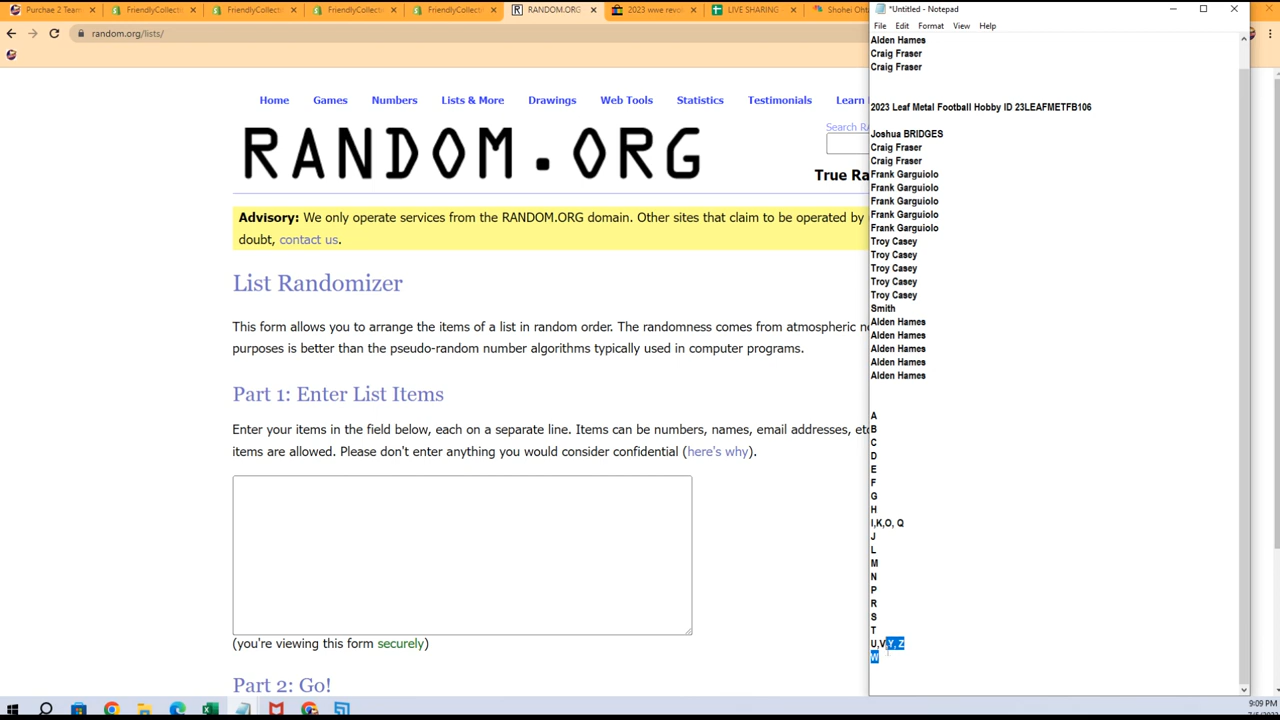 Purchae 2 Team
FriendlyCollect
FriendlyCollect
FriendlyCollect
FriendlyCollect
RANDOM.ORG
2023 wwe revol
LIVE SHARING
Shohei Oht
random.org/lists/
Home
Games
Numbers
Lists & More
Drawings
Web Tools
Statistics
Testimonials
Learn
Search RA
RANDOM.ORG
True Ra
Advisory: We only operate services from the RANDOM.ORG domain. Other sites that claim to be operated by
doubt, contact us.
List Randomizer
This form allows you to arrange the items of a list in random order. The randomness comes from atmospheric no
purposes is better than the pseudo-random number algorithms typically used in computer programs.
Part 1: Enter List Items
Enter your items in the field below, each on a separate line. Items can be numbers, names, email addresses, etc
items are allowed. Please don't enter anything you would consider confidential (here's why).
(you're viewing this form securely)
Part 2: Go!
*Untitled - Notepad
File Edit Format View Help
Alden Hames
Craig Fraser
Craig Fraser
2023 Leaf Metal Football Hobby ID 23LEAFMETFB106
Joshua BRIDGES
Craig Fraser
Craig Fraser
Frank Garguiolo
Frank Garguiolo
Frank Garguiolo
Frank Garguiolo
Frank Garguiolo
Troy Casey
Troy Casey
Troy Casey
Troy Casey
Troy Casey
Smith
Alden Hames
Alden Hames
Alden Hames
Alden Hames
Alden Hames
A
B
C
D
E
F
G
H
I,K,O, Q
J
L
M
N
P
R
S
T
U,V,Y, Z
W
9:09 PM